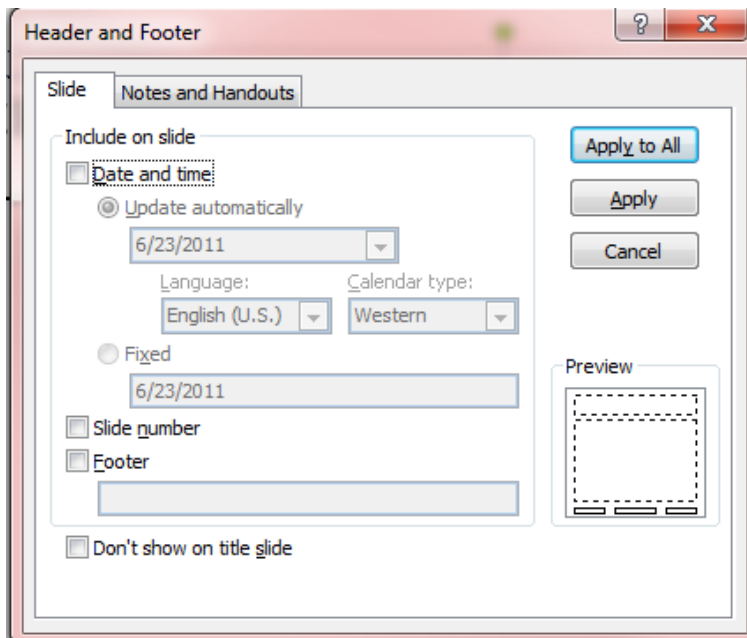 Header and Footer
Slide
Notes and Handouts
Include on slide
Date and time
Update automatically
6/23/2011
Language:
Calendar type:
English (U.S.)
Western
Fixed
6/23/2011
Slide number
Footer
Don't show on title slide
Apply to All
Apply
Cancel
Preview